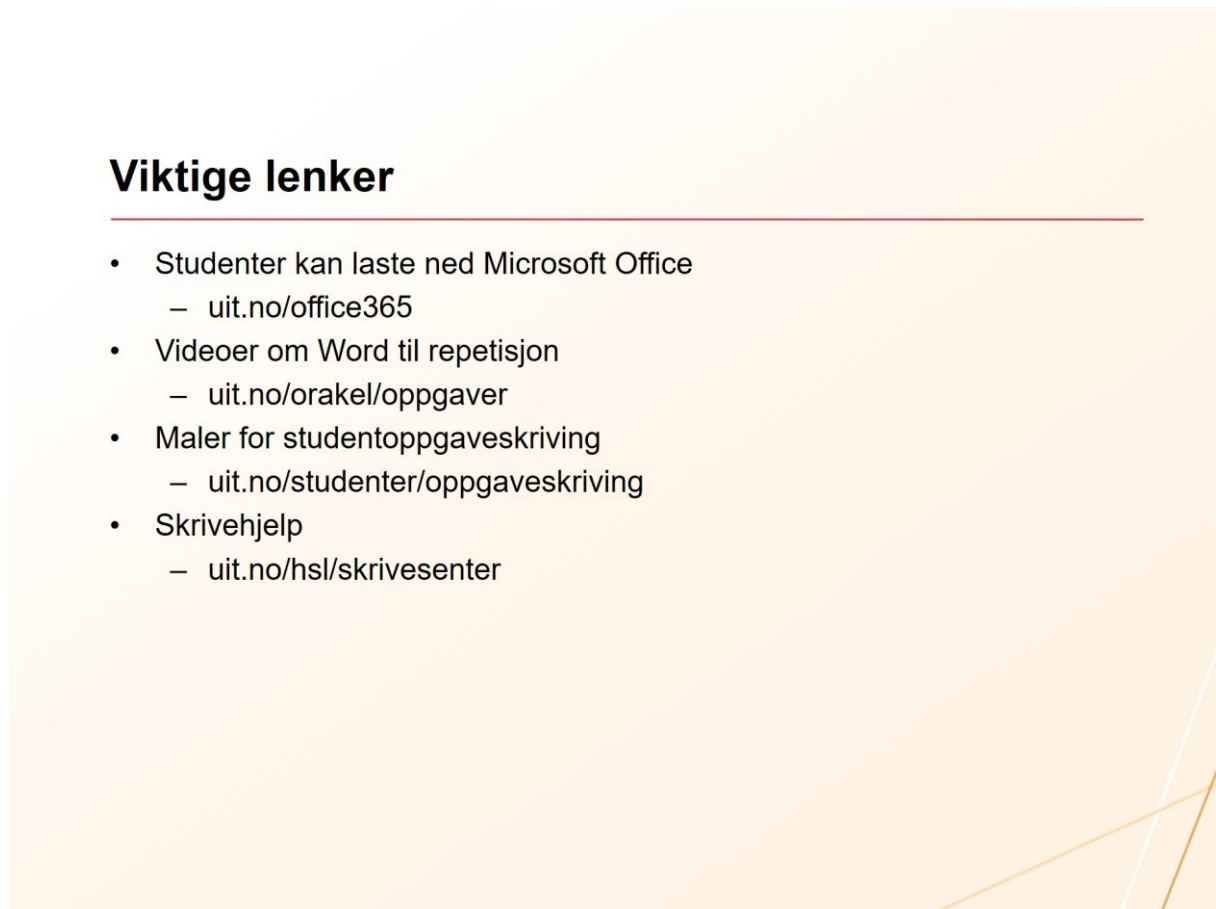 Viktige lenker
• Studenter kan laste ned Microsoft Office
– uit.no/office365
• Videoer om Word til repetisjon
– uit.no/orakel/oppgaver
• Maler for studentoppgaveskriving
– uit.no/studenter/oppgaveskriving
• Skrivehjelp
– uit.no/hsl/skrivesenter